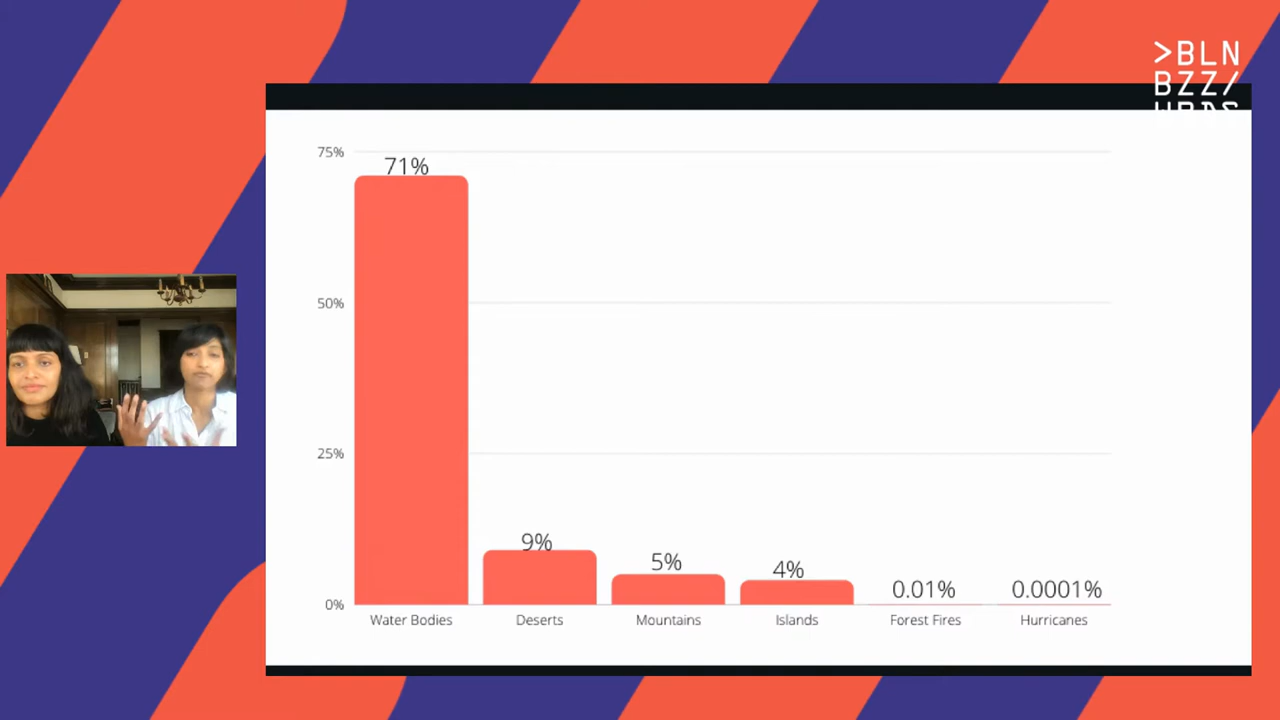 >BLN
BZZ/
75%
71%
50%
25%
9%
5%
4%
0.01%
0.0001%
0%
Water Bodies
Deserts
Mountains
Islands
Forest Fires
Hurricanes